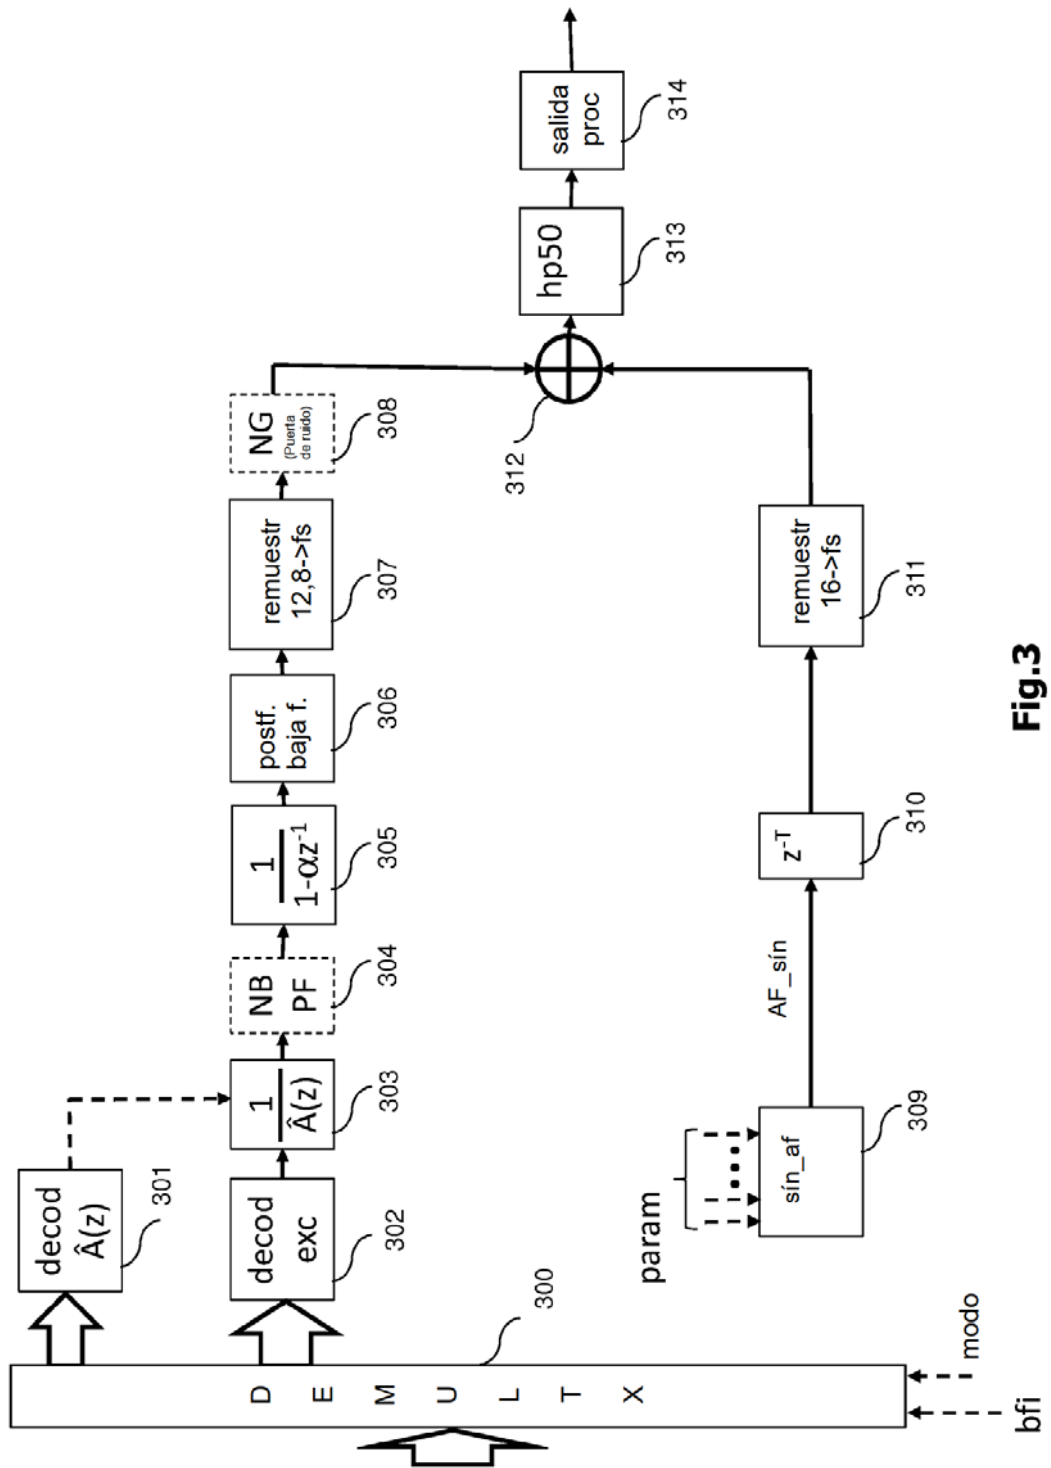 DEMULTX
300
bfi
modo
decod
Â(z)
301
decod
exc
302
1
Â(z)
303
NB
PF
304
1
1-αz⁻¹
305
postf.
baja f.
306
remuestr
12,8->fs
307
NG
(Puerta
de ruido)
308
param
sín_af
309
AF_sín
z⁻ᵀ
310
remuestr
16->fs
311
312
hp50
313
salida
proc
314
Fig.3